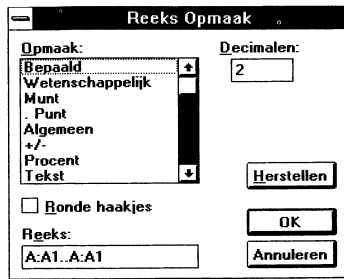 Reeks Opmaak
Opmaak:
Bepaald
Wetenschappelijk
Munt
. Punt
Algemeen
+/-
Procent
Tekst
Decimalen:
2
Herstellen
Ronde haakjes
Reeks:
A:A1..A:A1
OK
Annuleren